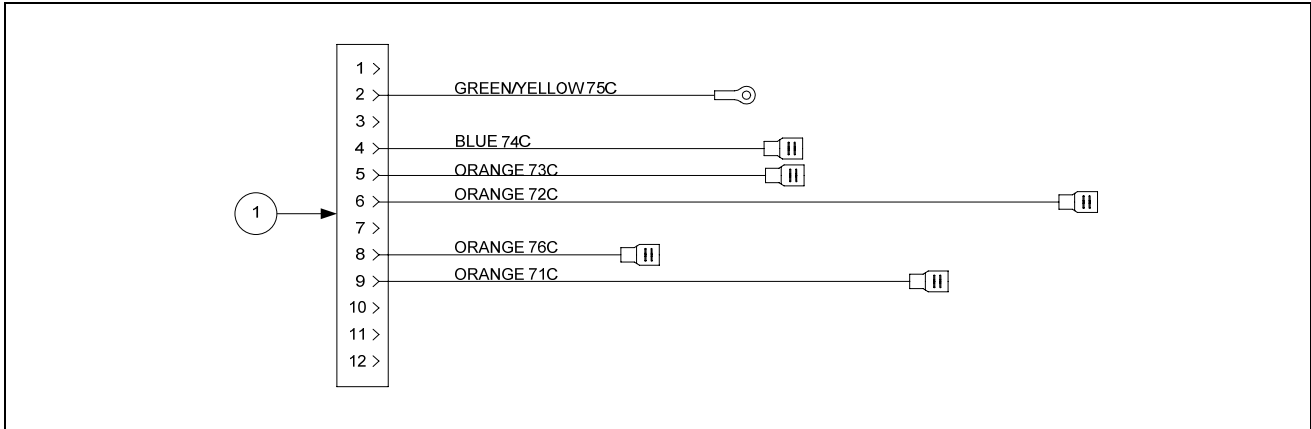 1
2 GREEN/YELLOW 75C
3
4 BLUE 74C
5 ORANGE 73C
6 ORANGE 72C
1
7
8 ORANGE 76C
9 ORANGE 71C
10
11
12